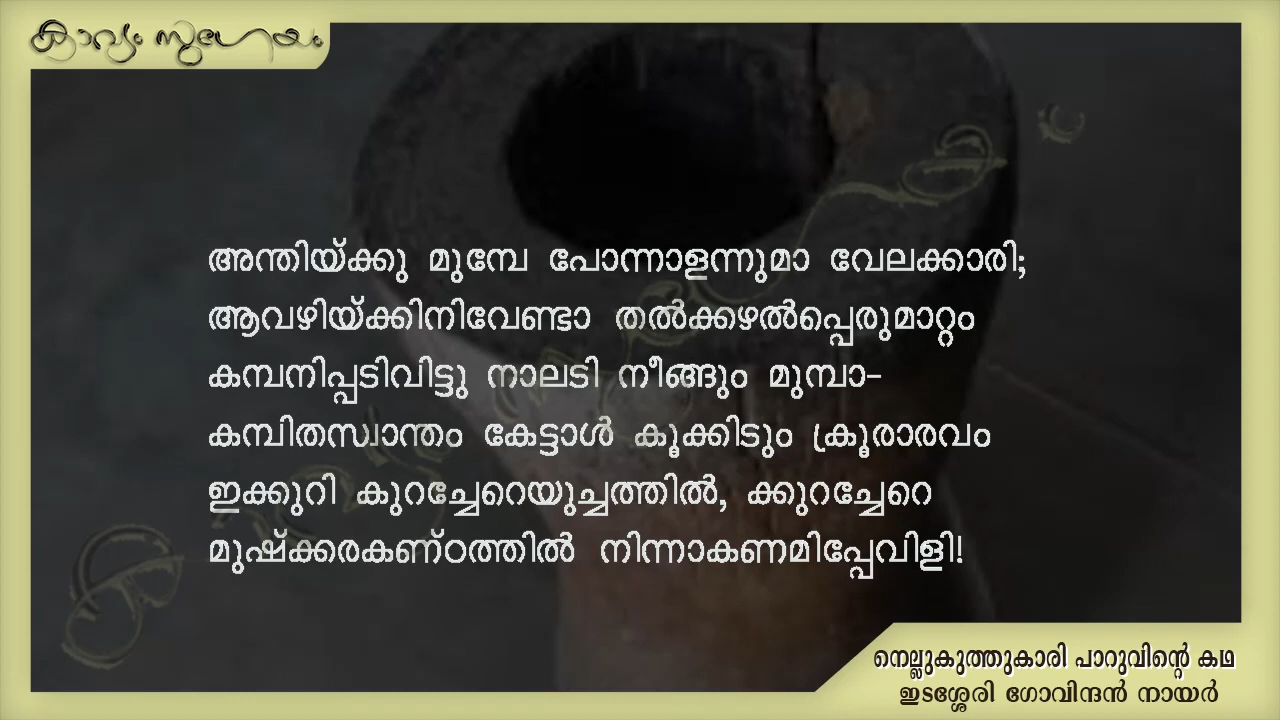 കാവ്യം സുഗേയം
അന്തിയ്ക്കു മുമ്പേ പോന്നാളന്നുമാ വേലക്കാരി;
ആവഴിയ്ക്കിനിവേണ്ടാ തൽക്കഴൽപ്പെരുമാറ്റം
കമ്പനിപ്പടിവിട്ടു നാലടി നീങ്ങും മുമ്പാ-
കമ്പിതസ്വാന്തം കേട്ടാൾ കൂക്കിടും ക്രൂരാരവം
ഇക്കുറി കുറച്ചേറെയുച്ചത്തിൽ, ക്കുറച്ചേറെ
മുഷ്ക്കരകണ്ഠത്തിൽ നിന്നാകണമിപ്പേവിളി!
നെല്ലുകുത്തുകാരി പാറുവിന്റെ കഥ
ഇടശ്ശേരി ഗോവിന്ദൻ നായർ